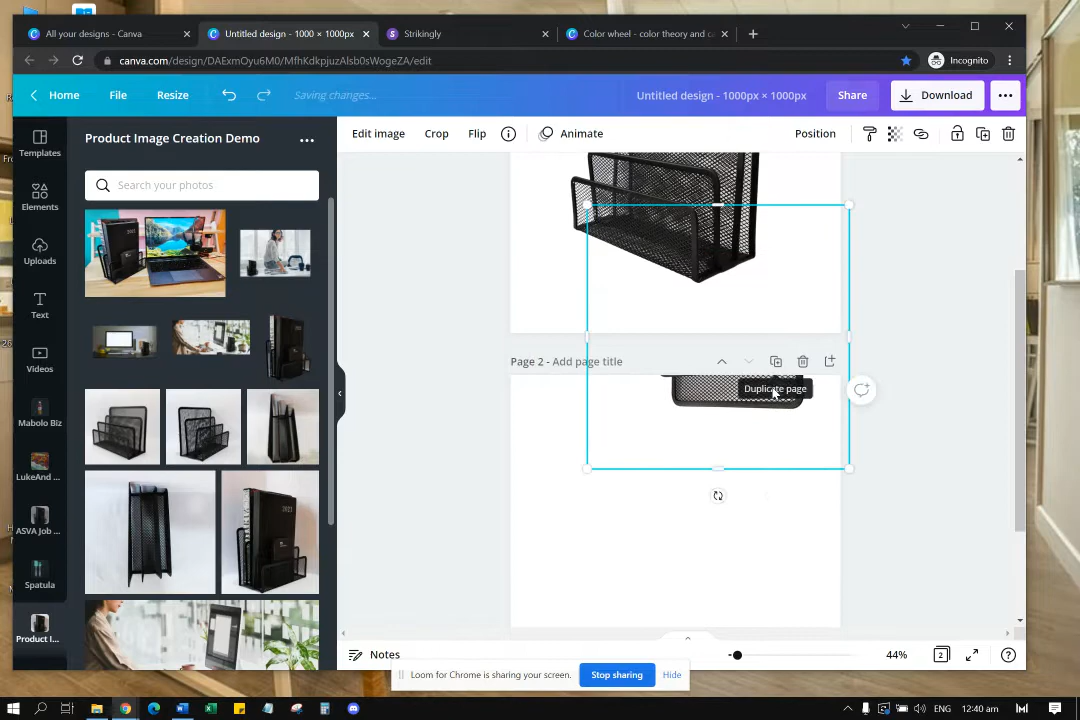 All your designs - Canva
Untitled design - 1000 × 1000px
Strikingly
Color wheel - color theory and ca
canva.com/design/DAExmOyu6M0/MfhKdkpjuzAlsb0sWogeZA/edit
Incognito
Home
File
Resize
Saving changes...
Untitled design - 1000px × 1000px
Share
Download
Product Image Creation Demo
Edit image
Crop
Flip
Animate
Position
Templates
Search your photos
Elements
Uploads
Text
Videos
Mabolo Biz
LukeAnd ...
ASVA Job ...
Spatula
Product I...
2021
2021
Page 2 - Add page title
Duplicate page
Notes
44%
2
Loom for Chrome is sharing your screen.
Stop sharing
Hide
ENG
12:40 am